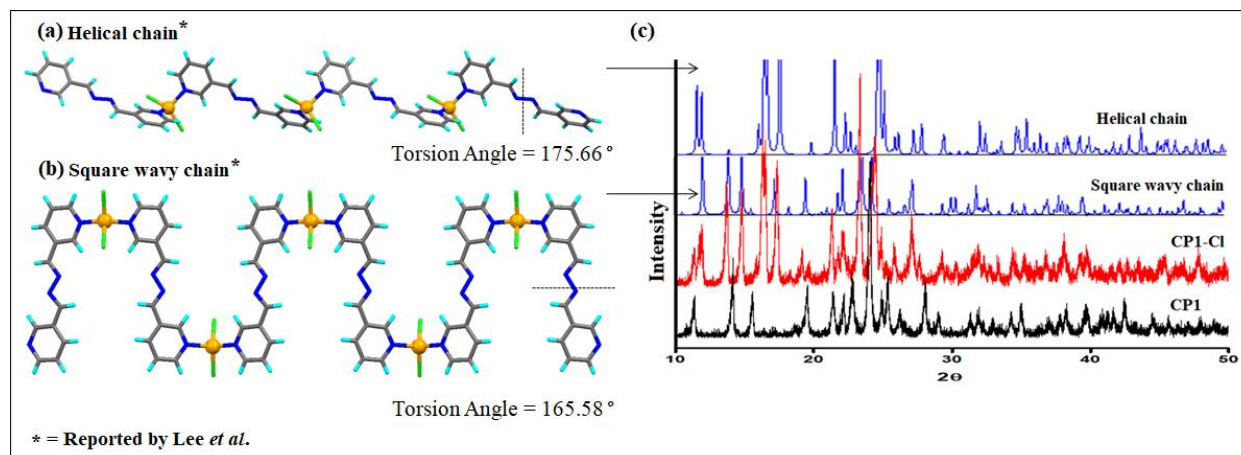 (a) Helical chain*
Torsion Angle = 175.66°
(b) Square wavy chain*
Torsion Angle = 165.58°
* = Reported by Lee et al.
(c)
Helical chain
Square wavy chain
CP1-Cl
CP1
Intensity
10 20 30 40 50
2θ